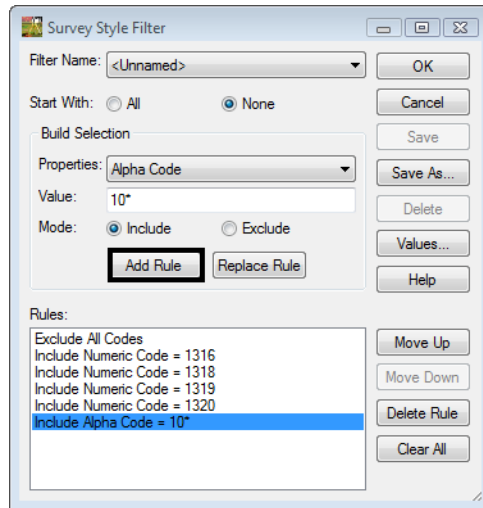 Survey Style Filter
Filter Name: <Unnamed> OK
Start With: All None Cancel
Build Selection Save
Properties: Alpha Code Save As...
Value: 10* Delete
Mode: Include Exclude Values...
Add Rule Replace Rule Help
Rules:
Exclude All Codes Move Up
Include Numeric Code = 1316
Include Numeric Code = 1318 Move Down
Include Numeric Code = 1319
Include Numeric Code = 1320 Delete Rule
Include Alpha Code = 10*
Clear All